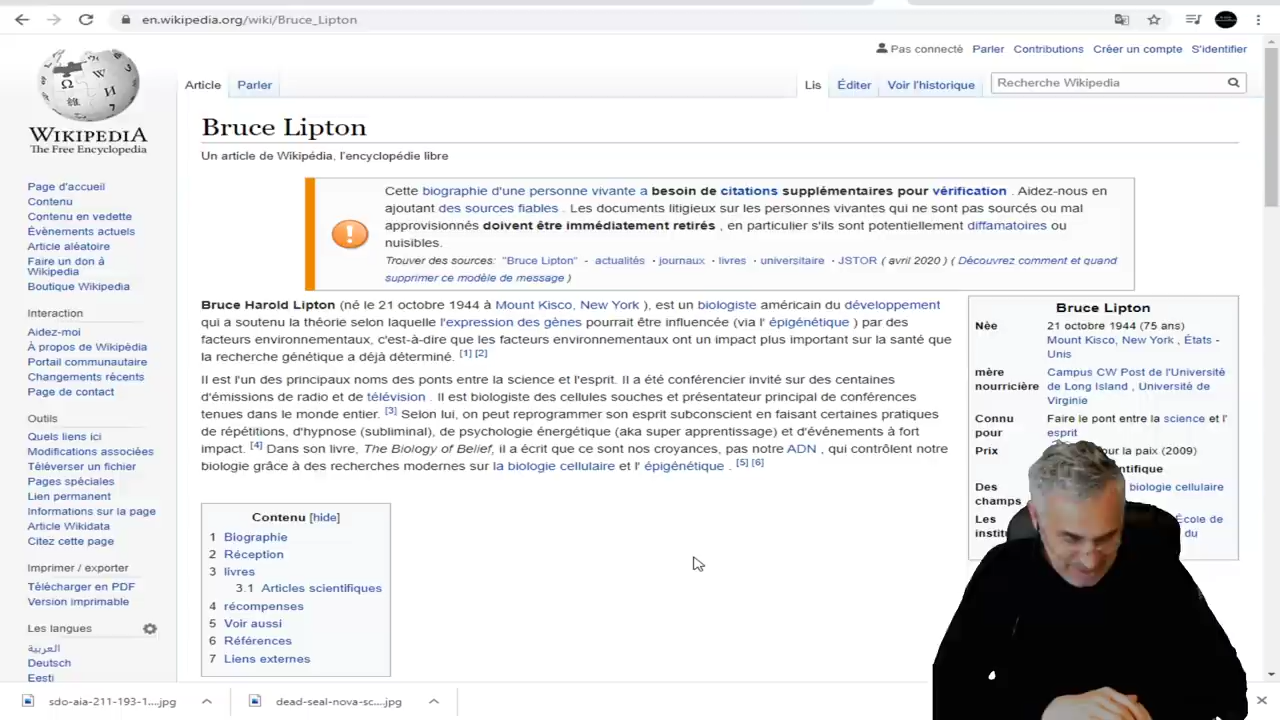 en.wikipedia.org/wiki/Bruce_Lipton
Pas connecté Parler Contributions Créer un compte S'identifier
WIKIPEDIA
The Free Encyclopedia
Article Parler
Lis Éditer Voir l'historique
Recherche Wikipedia
Page d'accueil
Contenu
Contenu en vedette
Évènements actuels
Article aléatoire
Faire un don à
Wikipedia
Boutique Wikipedia
Interaction
Aidez-moi
À propos de Wikipédia
Portail communautaire
Changements récents
Page de contact
Outils
Quels liens ici
Modifications associées
Téléverser un fichier
Pages spéciales
Lien permanent
Informations sur la page
Article Wikidata
Citez cette page
Imprimer / exporter
Télécharger en PDF
Version imprimable
Les langues
العربية
Deutsch
Eesti
Bruce Lipton
Un article de Wikipédia, l'encyclopédie libre
Cette biographie d'une personne vivante a besoin de citations supplémentaires pour vérification . Aidez-nous en
ajoutant des sources fiables . Les documents litigieux sur les personnes vivantes qui ne sont pas sourcés ou mal
approvisionnés doivent être immédiatement retirés , en particulier s'ils sont potentiellement diffamatoires ou
nuisibles.
Trouver des sources: "Bruce Lipton" - actualités · journaux · livres · universitaire · JSTOR ( avril 2020 ) ( Découvrez comment et quand
supprimer ce modèle de message )
Bruce Harold Lipton (né le 21 octobre 1944 à Mount Kisco, New York ), est un biologiste américain du développement
qui a soutenu la théorie selon laquelle l'expression des gènes pourrait être influencée (via l' épigénétique ) par des
facteurs environnementaux, c'est-à-dire que les facteurs environnementaux ont un impact plus important sur la santé que
la recherche génétique a déjà déterminé. [1] [2]
Il est l'un des principaux noms des ponts entre la science et l'esprit. Il a été conférencier invité sur des centaines
d'émissions de radio et de télévision . Il est biologiste des cellules souches et présentateur principal de conférences
tenues dans le monde entier. [3] Selon lui, on peut reprogrammer son esprit subconscient en faisant certaines pratiques
de répétitions, d'hypnose (subliminal), de psychologie énergétique (aka super apprentissage) et d'événements à fort
impact. [4] Dans son livre, The Biology of Belief, il a écrit que ce sont nos croyances, pas notre ADN , qui contrôlent notre
biologie grâce à des recherches modernes sur la biologie cellulaire et l' épigénétique . [5] [6]
Bruce Lipton
Née 21 octobre 1944 (75 ans)
Mount Kisco, New York , États -
Unis
mère Campus CW Post de l'Université
nourricière de Long Island , Université de
Virginie
Connu Faire le pont entre la science et l'
pour esprit
Prix our la paix (2009)
entifique
Des biologie cellulaire
champs
Les École de
instit du
Contenu [hide]
1 Biographie
2 Réception
3 livres
3.1 Articles scientifiques
4 récompenses
5 Voir aussi
6 Références
7 Liens externes
sdo-aia-211-193-1....jpg dead-seal-nova-sc....jpg